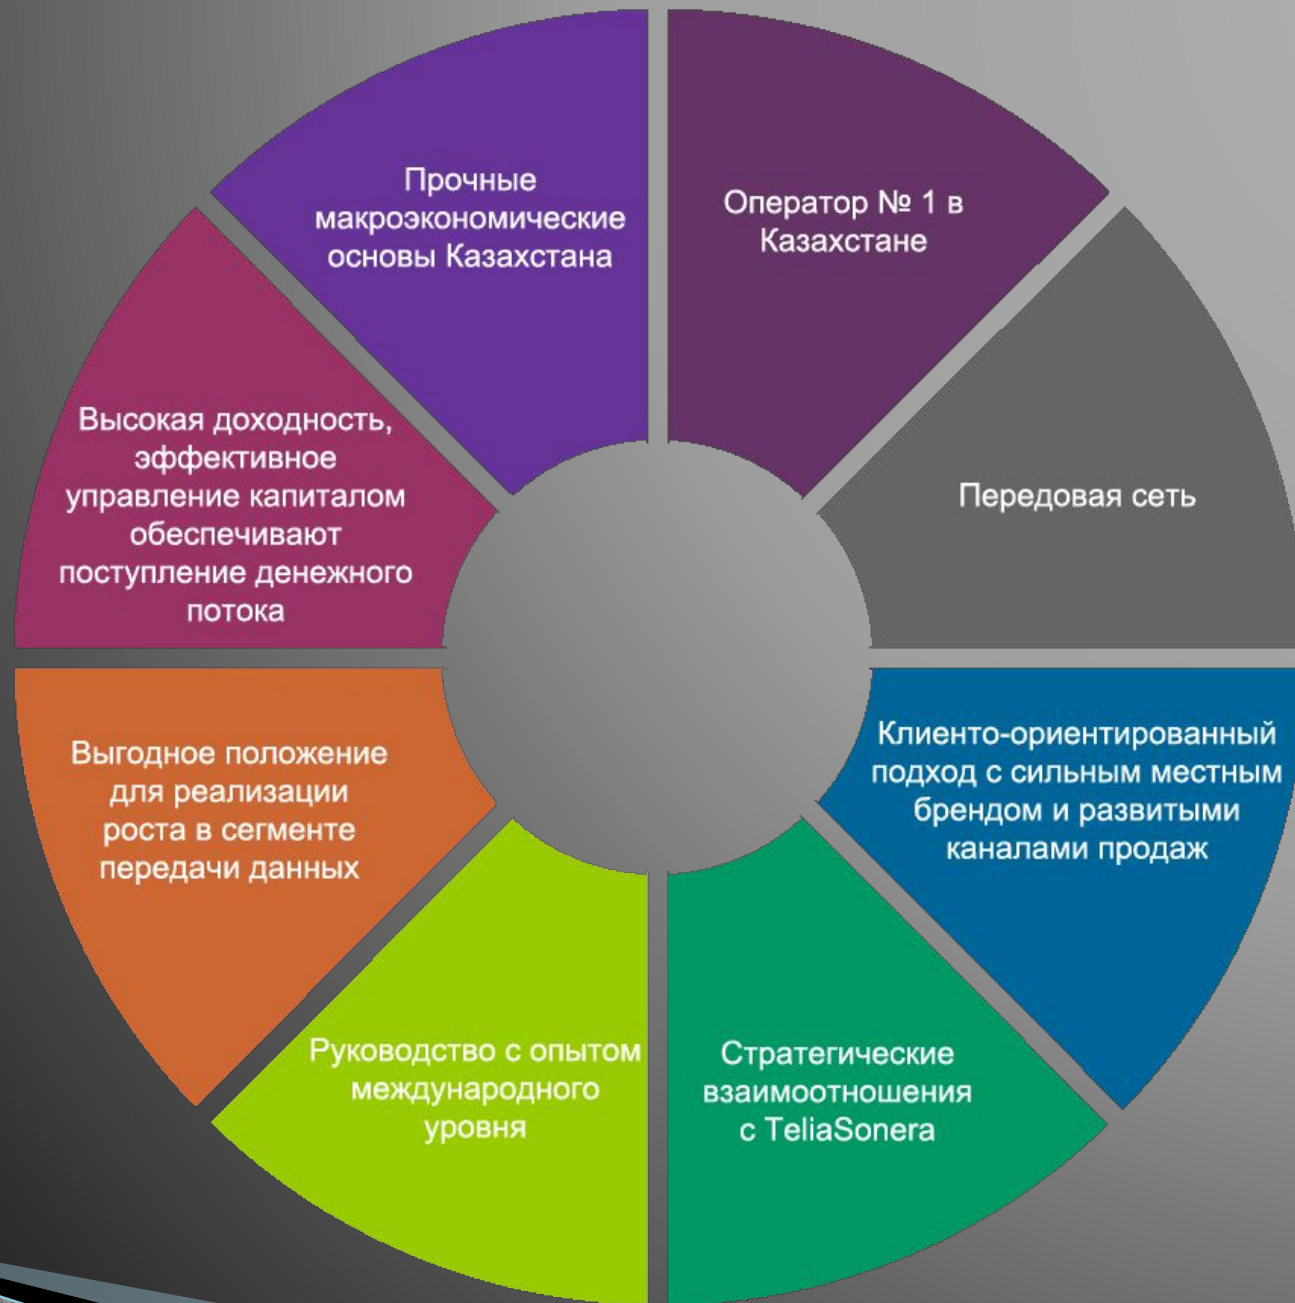 Прочные
макроэкономические
основы Казахстана
Оператор № 1 в
Казахстане
Передовая сеть
Клиенто-ориентированный
подход с сильным местным
брендом и развитыми
каналами продаж
Стратегические
взаимоотношения
с TeliaSonera
Руководство с опытом
международного
уровня
Выгодное положение
для реализации
роста в сегменте
передачи данных
Высокая доходность,
эффективное
управление капиталом
обеспечивают
поступление денежного
потока